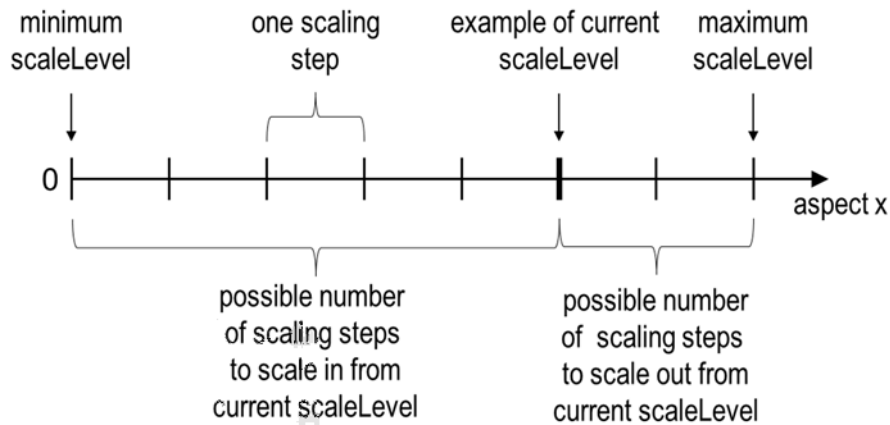 minimum
scaleLevel
one scaling
step
example of current
scaleLevel
maximum
scaleLevel
0
aspect x
possible number
of scaling steps
to scale in from
current scaleLevel
possible number
of scaling steps
to scale out from
current scaleLevel